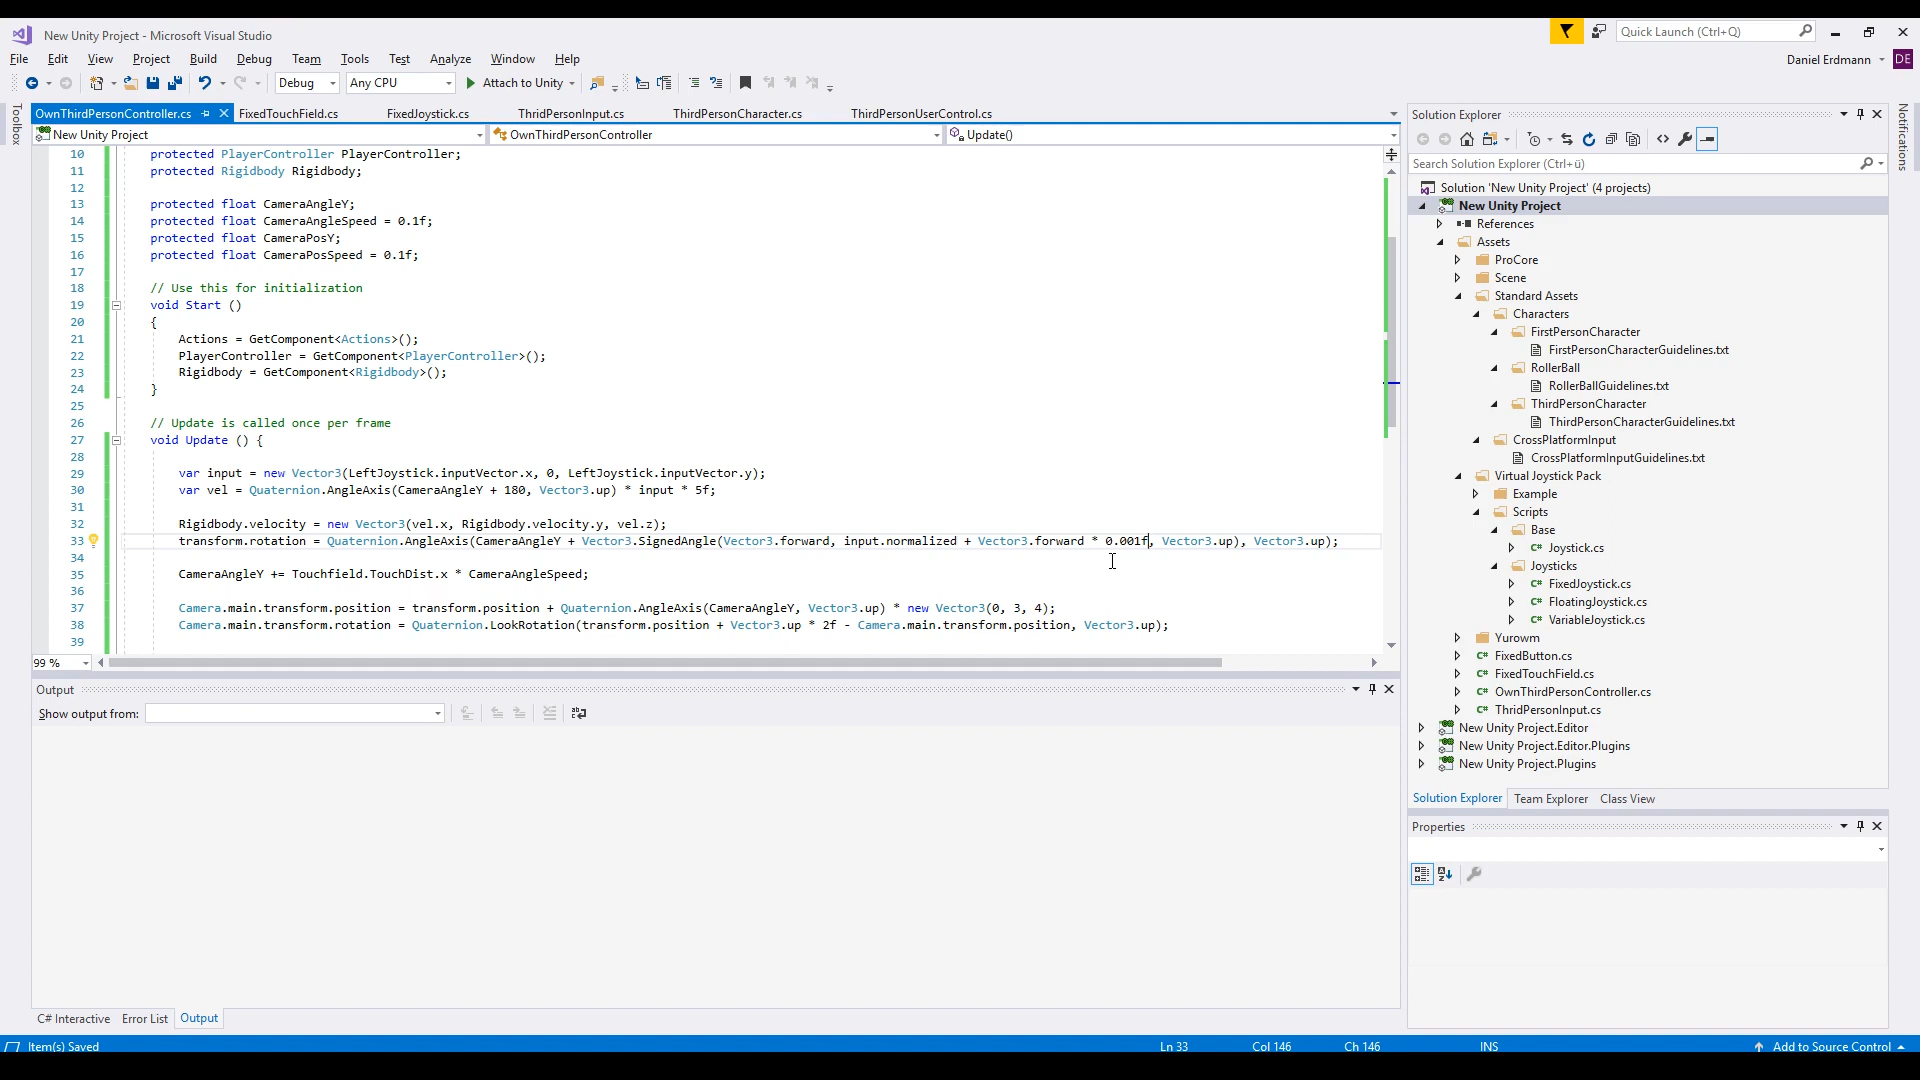 New Unity Project - Microsoft Visual Studio
Quick Launch (Ctrl+Q)
File Edit View Project Build Debug Team Tools Test Analyze Window Help
Daniel Erdmann DE
Debug Any CPU Attach to Unity
OwnThirdPersonController.cs FixedTouchField.cs FixedJoystick.cs ThridPersonInput.cs ThirdPersonCharacter.cs ThirdPersonUserControl.cs
New Unity Project OwnThirdPersonController Update()
Toolbox
Notifications
10 protected PlayerController PlayerController;
11 protected Rigidbody Rigidbody;
12
13 protected float CameraAngleY;
14 protected float CameraAngleSpeed = 0.1f;
15 protected float CameraPosY;
16 protected float CameraPosSpeed = 0.1f;
17
18 // Use this for initialization
19 void Start ()
20 {
21 Actions = GetComponent<Actions>();
22 PlayerController = GetComponent<PlayerController>();
23 Rigidbody = GetComponent<Rigidbody>();
24 }
25
26 // Update is called once per frame
27 void Update () {
28
29 var input = new Vector3(LeftJoystick.inputVector.x, 0, LeftJoystick.inputVector.y);
30 var vel = Quaternion.AngleAxis(CameraAngleY + 180, Vector3.up) * input * 5f;
31
32 Rigidbody.velocity = new Vector3(vel.x, Rigidbody.velocity.y, vel.z);
33 transform.rotation = Quaternion.AngleAxis(CameraAngleY + Vector3.SignedAngle(Vector3.forward, input.normalized + Vector3.forward * 0.001f, Vector3.up), Vector3.up);
34
35 CameraAngleY += Touchfield.TouchDist.x * CameraAngleSpeed;
36
37 Camera.main.transform.position = transform.position + Quaternion.AngleAxis(CameraAngleY, Vector3.up) * new Vector3(0, 3, 4);
38 Camera.main.transform.rotation = Quaternion.LookRotation(transform.position + Vector3.up * 2f - Camera.main.transform.position, Vector3.up);
39
99 %
Output
Show output from:
C# Interactive Error List Output
Solution Explorer
Search Solution Explorer (Ctrl+ü)
Solution 'New Unity Project' (4 projects)
New Unity Project
References
Assets
ProCore
Scene
Standard Assets
Characters
FirstPersonCharacter
FirstPersonCharacterGuidelines.txt
RollerBall
RollerBallGuidelines.txt
ThirdPersonCharacter
ThirdPersonCharacterGuidelines.txt
CrossPlatformInput
CrossPlatformInputGuidelines.txt
Virtual Joystick Pack
Example
Scripts
Base
C# Joystick.cs
Joysticks
C# FixedJoystick.cs
C# FloatingJoystick.cs
C# VariableJoystick.cs
Yurowm
C# FixedButton.cs
C# FixedTouchField.cs
C# OwnThirdPersonController.cs
C# ThridPersonInput.cs
New Unity Project.Editor
New Unity Project.Editor.Plugins
New Unity Project.Plugins
Solution Explorer Team Explorer Class View
Properties
Item(s) Saved Ln 33 Col 146 Ch 146 INS Add to Source Control